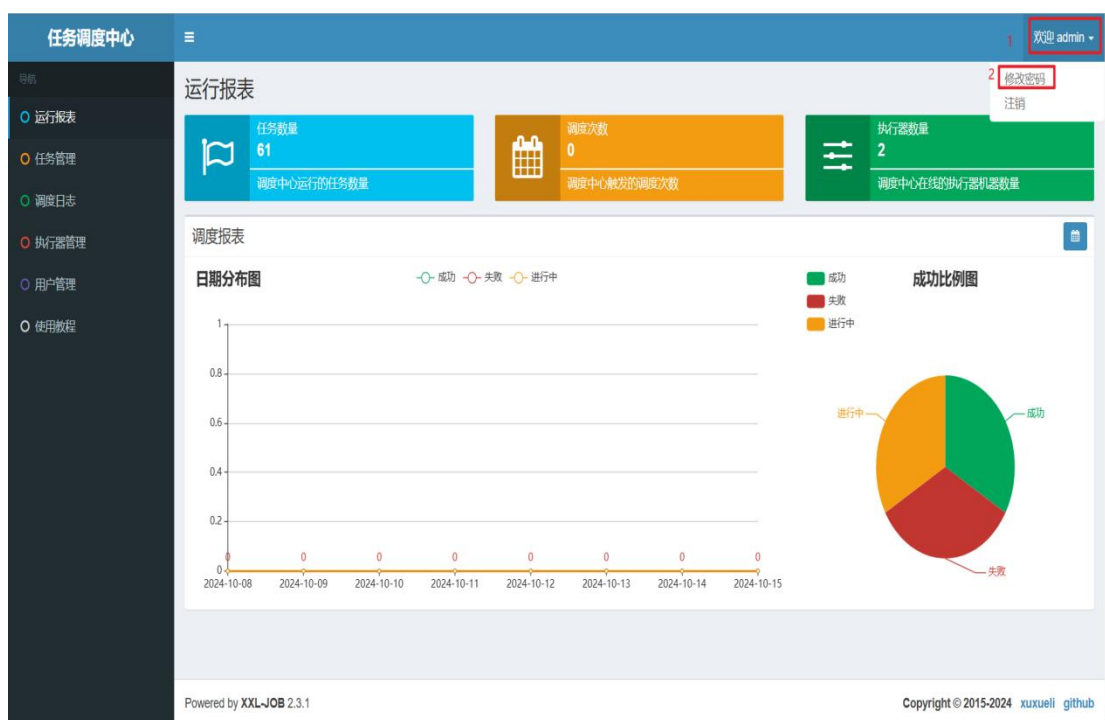 任务调度中心
1 欢迎 admin
导航
运行报表
任务管理
调度日志
执行器管理
用户管理
使用教程
2 修改密码
注销
运行报表
任务数量
61
调度中心运行的任务数量
调度次数
0
调度中心触发的调度次数
执行器数量
2
调度中心在线的执行器机器数量
调度报表
日期分布图
成功 失败 进行中
1
0.8
0.6
0.4
0.2
0
0 0 0 0 0 0 0 0
2024-10-08 2024-10-09 2024-10-10 2024-10-11 2024-10-12 2024-10-13 2024-10-14 2024-10-15
成功
失败
进行中
成功比例图
进行中
成功
失败
Powered by XXL-JOB 2.3.1
Copyright © 2015-2024 xuxueli github